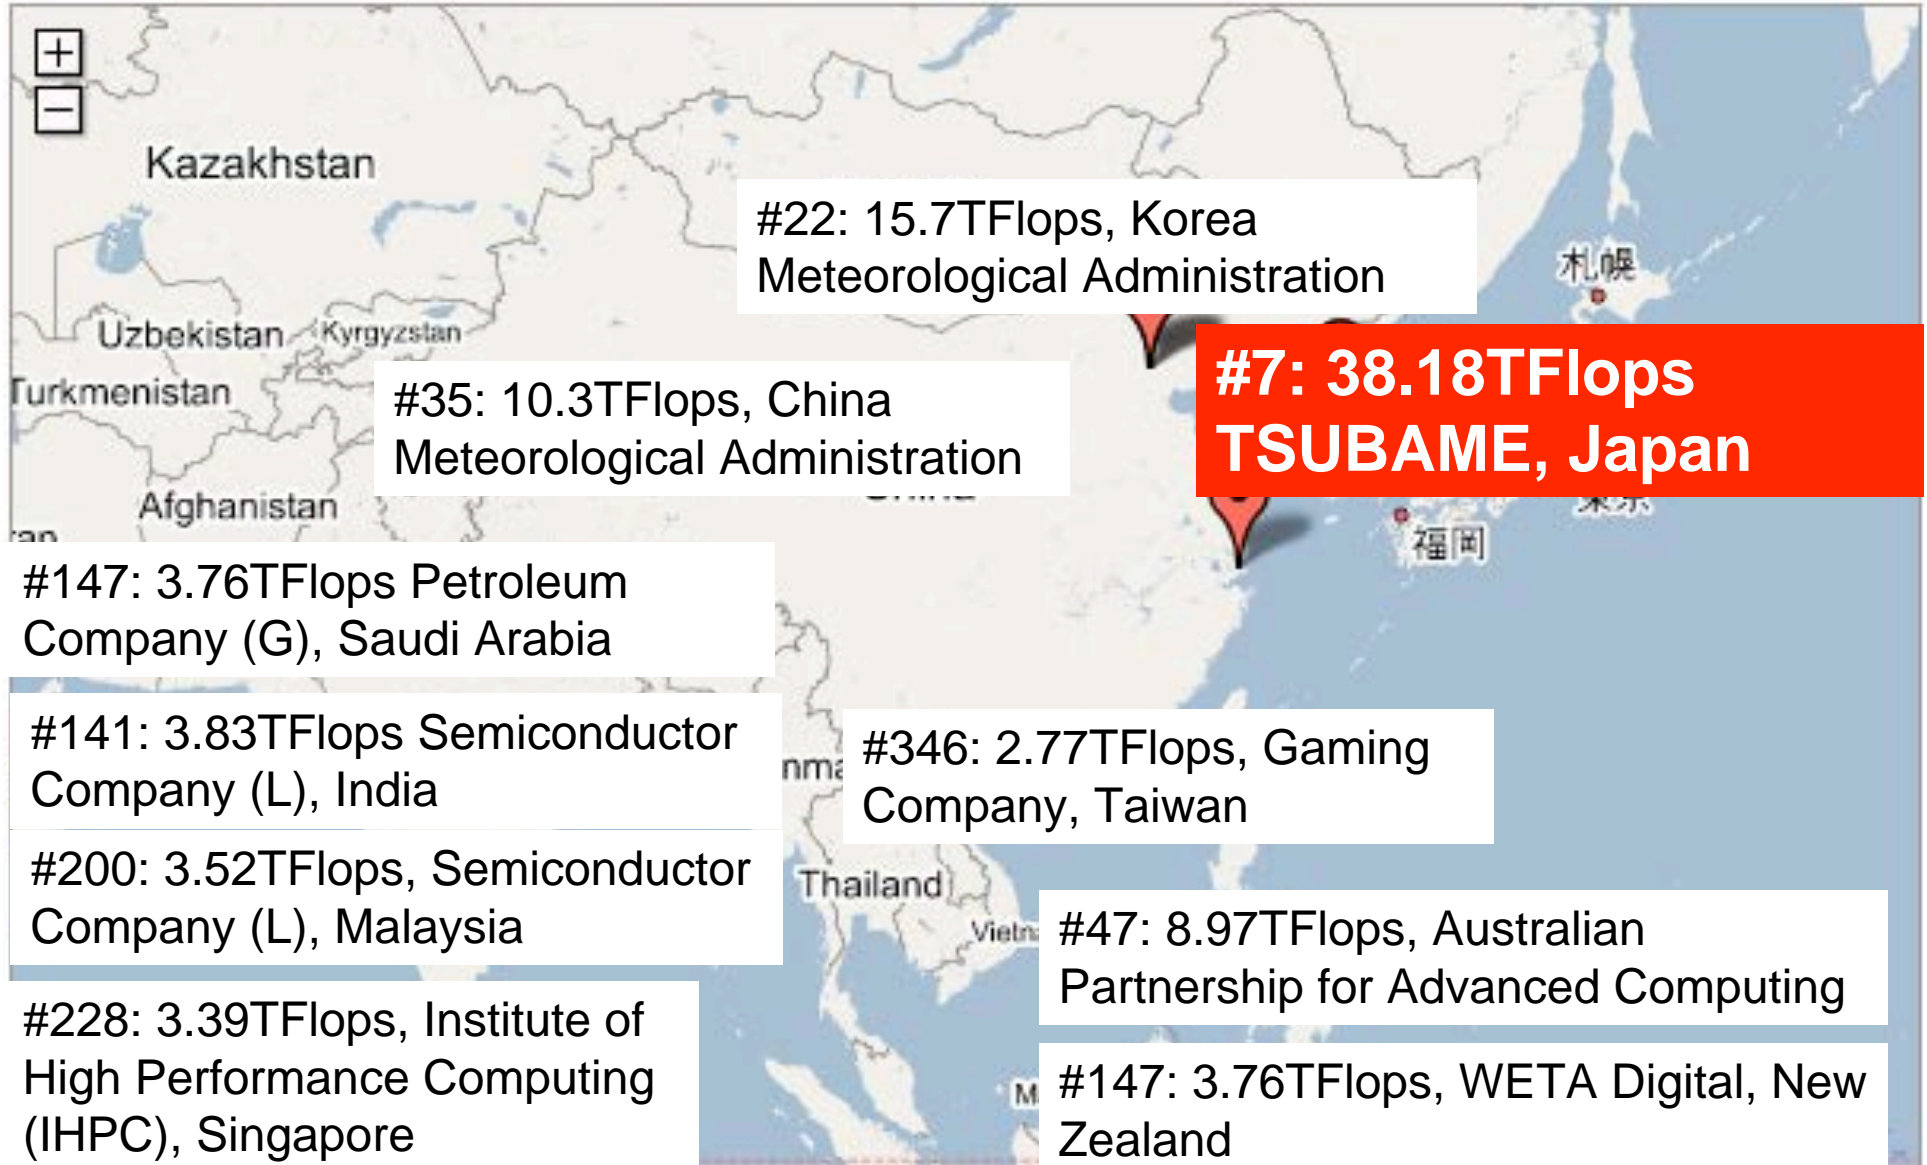 +
−
Kazakhstan
#22: 15.7TFlops, Korea
Meteorological Administration
札幌
Uzbekistan
Kyrgyzstan
#7: 38.18TFlops
TSUBAME, Japan
Turkmenistan
#35: 10.3TFlops, China
Meteorological Administration
China
Afghanistan
東京
福岡
#147: 3.76TFlops Petroleum
Company (G), Saudi Arabia
#141: 3.83TFlops Semiconductor
Company (L), India
#346: 2.77TFlops, Gaming
Company, Taiwan
#200: 3.52TFlops, Semiconductor
Company (L), Malaysia
Thailand
#47: 8.97TFlops, Australian
Partnership for Advanced Computing
#228: 3.39TFlops, Institute of
High Performance Computing
(IHPC), Singapore
#147: 3.76TFlops, WETA Digital, New
Zealand